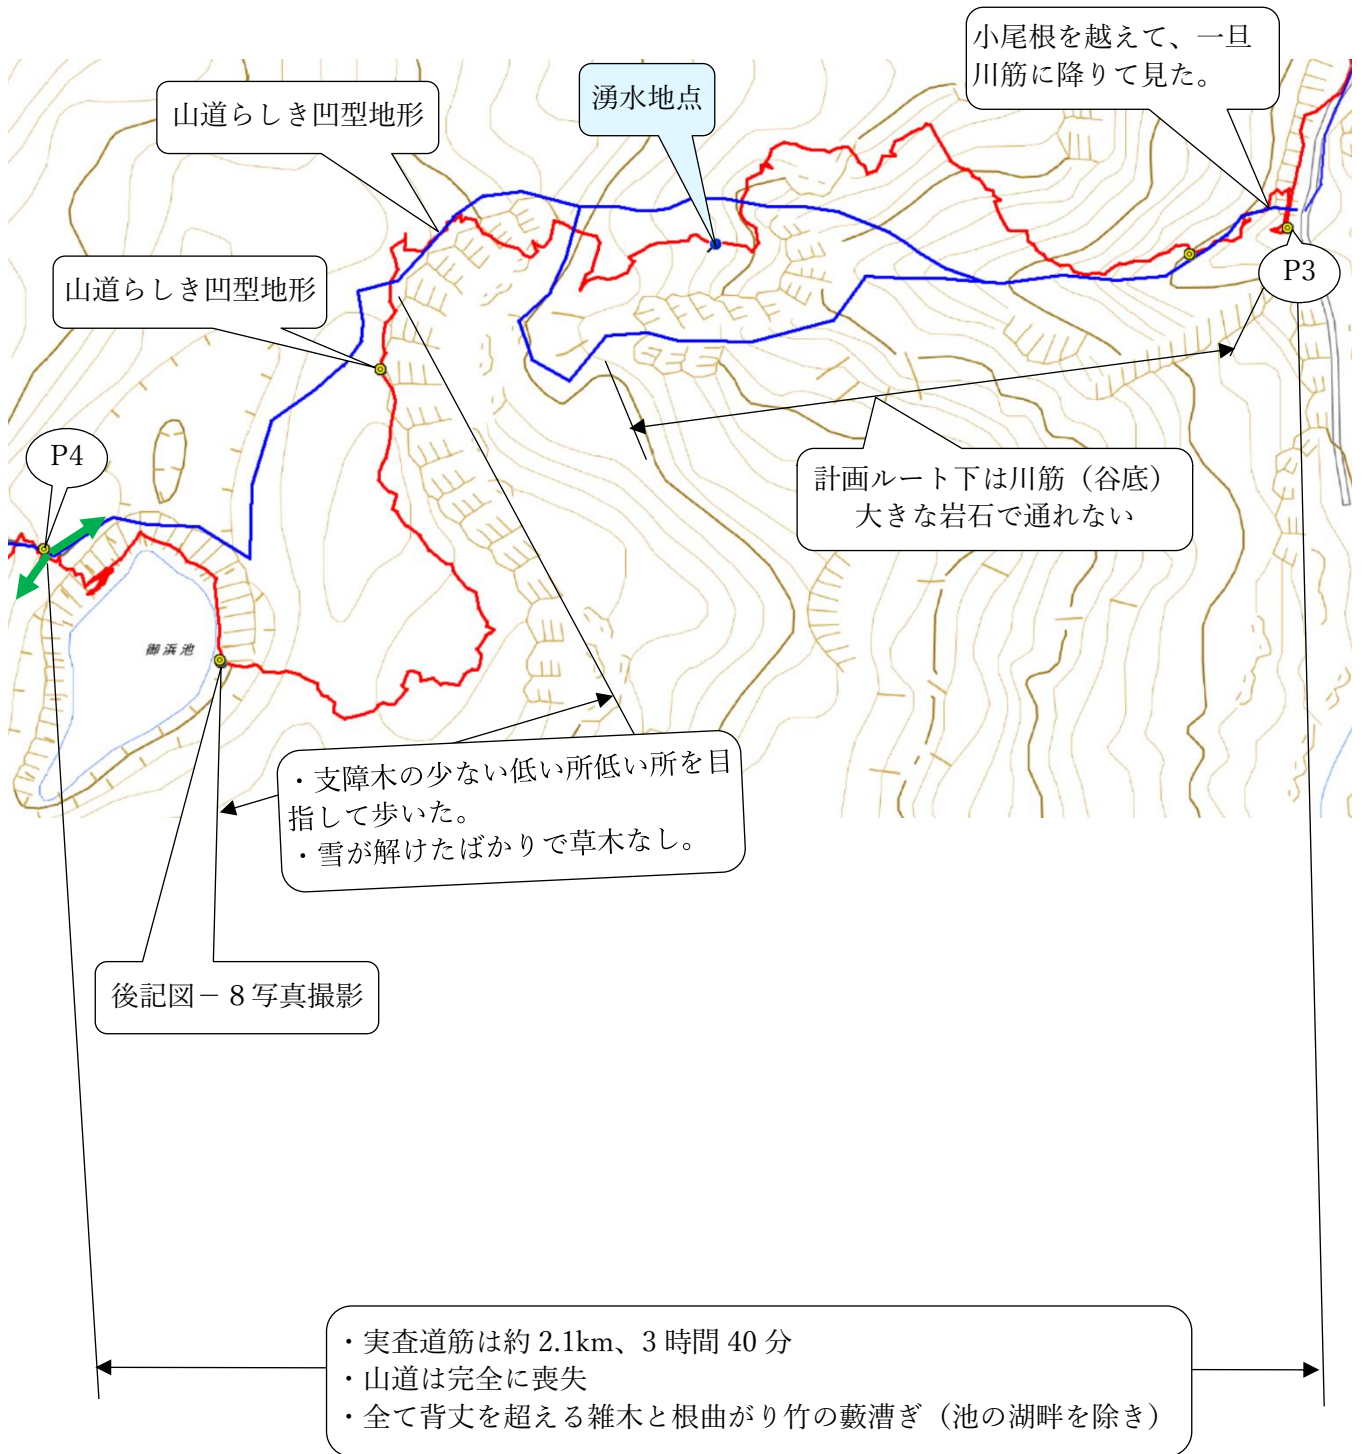 小尾根を越えて、一旦
川筋に降りて見た。
湧水地点
山道らしき凹型地形
山道らしき凹型地形
P3
P4
計画ルート下は川筋（谷底）
大きな岩石で通れない
御浜池
・支障木の少ない低い所低い所を目
指して歩いた。
・雪が解けたばかりで草木なし。
後記図－８写真撮影
・実査道筋は約 2.1km、3 時間 40 分
・山道は完全に喪失
・全て背丈を超える雑木と根曲がり竹の藪漕ぎ（池の湖畔を除き）